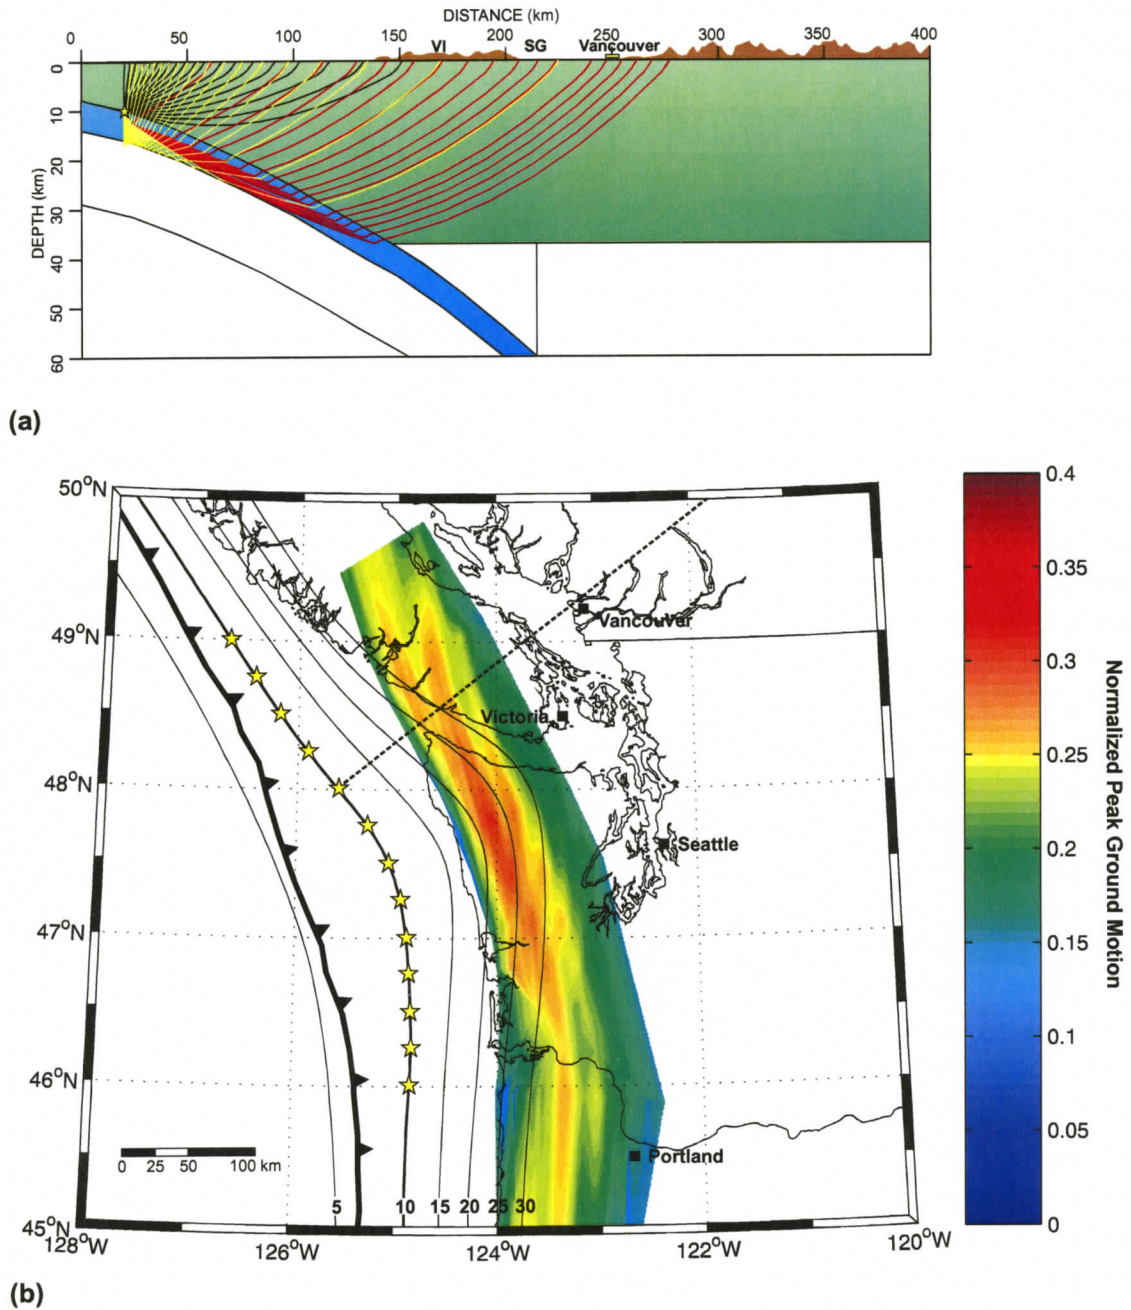 DISTANCE (km)
0 50 100 150 200 250 300 350 400
VI SG Vancouver
DEPTH (km)
0
10
20
30
40
50
60
(a)
50°N
49°N
48°N
47°N
46°N
45°N
128°W 126°W 124°W 122°W 120°W
Vancouver
Victoria
Seattle
Portland
0 25 50 100 km
5 10 15 20 25 30
0.4
0.35
0.3
0.25
0.2
0.15
0.1
0.05
0
Normalized Peak Ground Motion
(b)